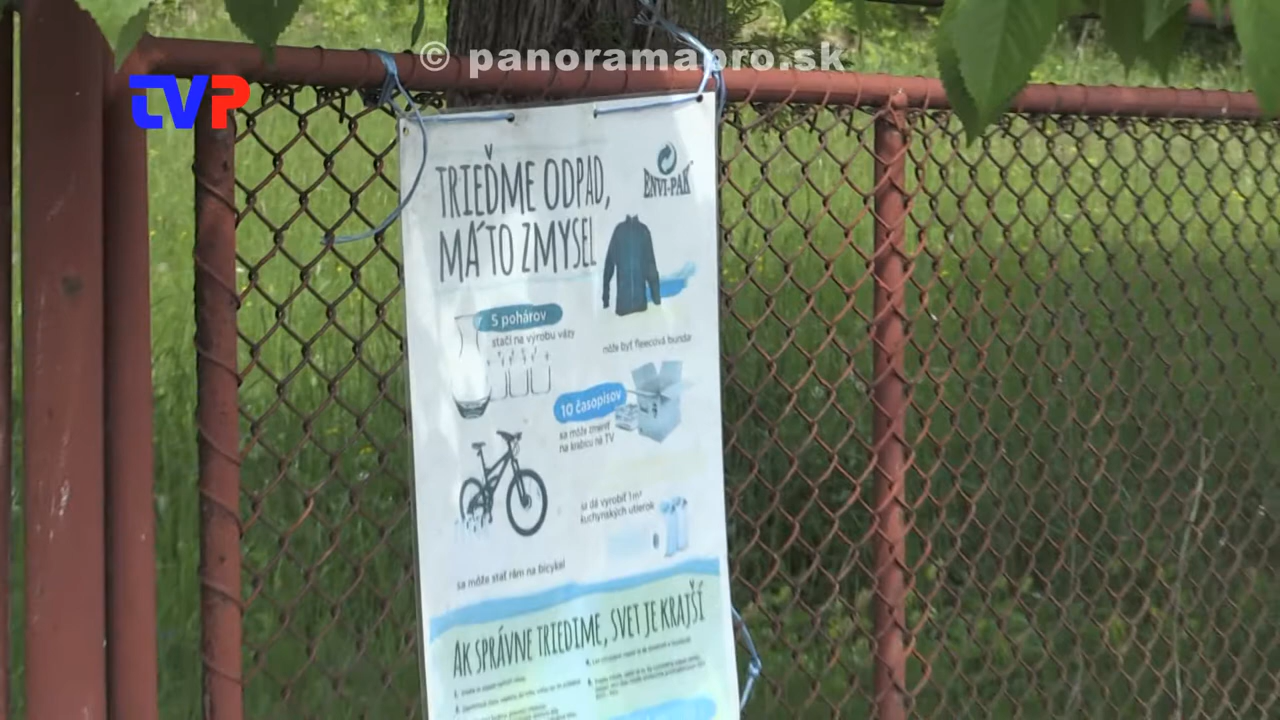 © panoramapro.sk
TVP
TRIEĎME ODPAD,
MÁ TO ZMYSEL
ENVI-PAK
5 pohárov
stačí na výrobu vázy
môže byť fleecová bunda
10 časopisov
sa môže zmeniť
na krabicu na TV
sa dá vyrobiť 1m²
kuchynských utierok
sa môže stať rám na bicykel
AK SPRÁVNE TRIEDIME, SVET JE KRAJŠÍ